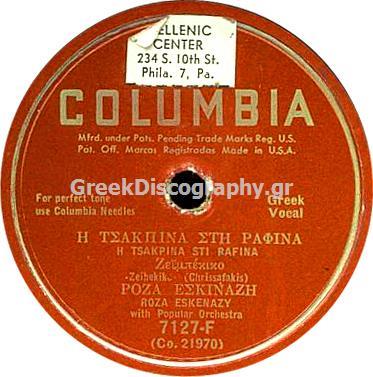 ELLENIC
CENTER
234 S. 10th St.
Phila. 7, Pa.
COLUMBIA
Mfrd. under Pats. Pending Trade Marks Reg. U.S.
Pat. Off. Marcas Registradas Made in U.S.A.
GreekDiscography.gr
For perfect tone
use Columbia Needles
Greek
Vocal
Η ΤΣΑΚΠΙΝΑ ΣΤΗ ΡΑΦΙΝΑ
H TSAKPINA STI RAFINA
Ζεϊμπέκικο
-Zeibekiko- (Chrissafakis)
ΡΟΖΑ ΕΣΚΙΝΑΖΗ
ROZA ESKENAZY
with Popular Orchestra
7127-F
(Co. 21970)